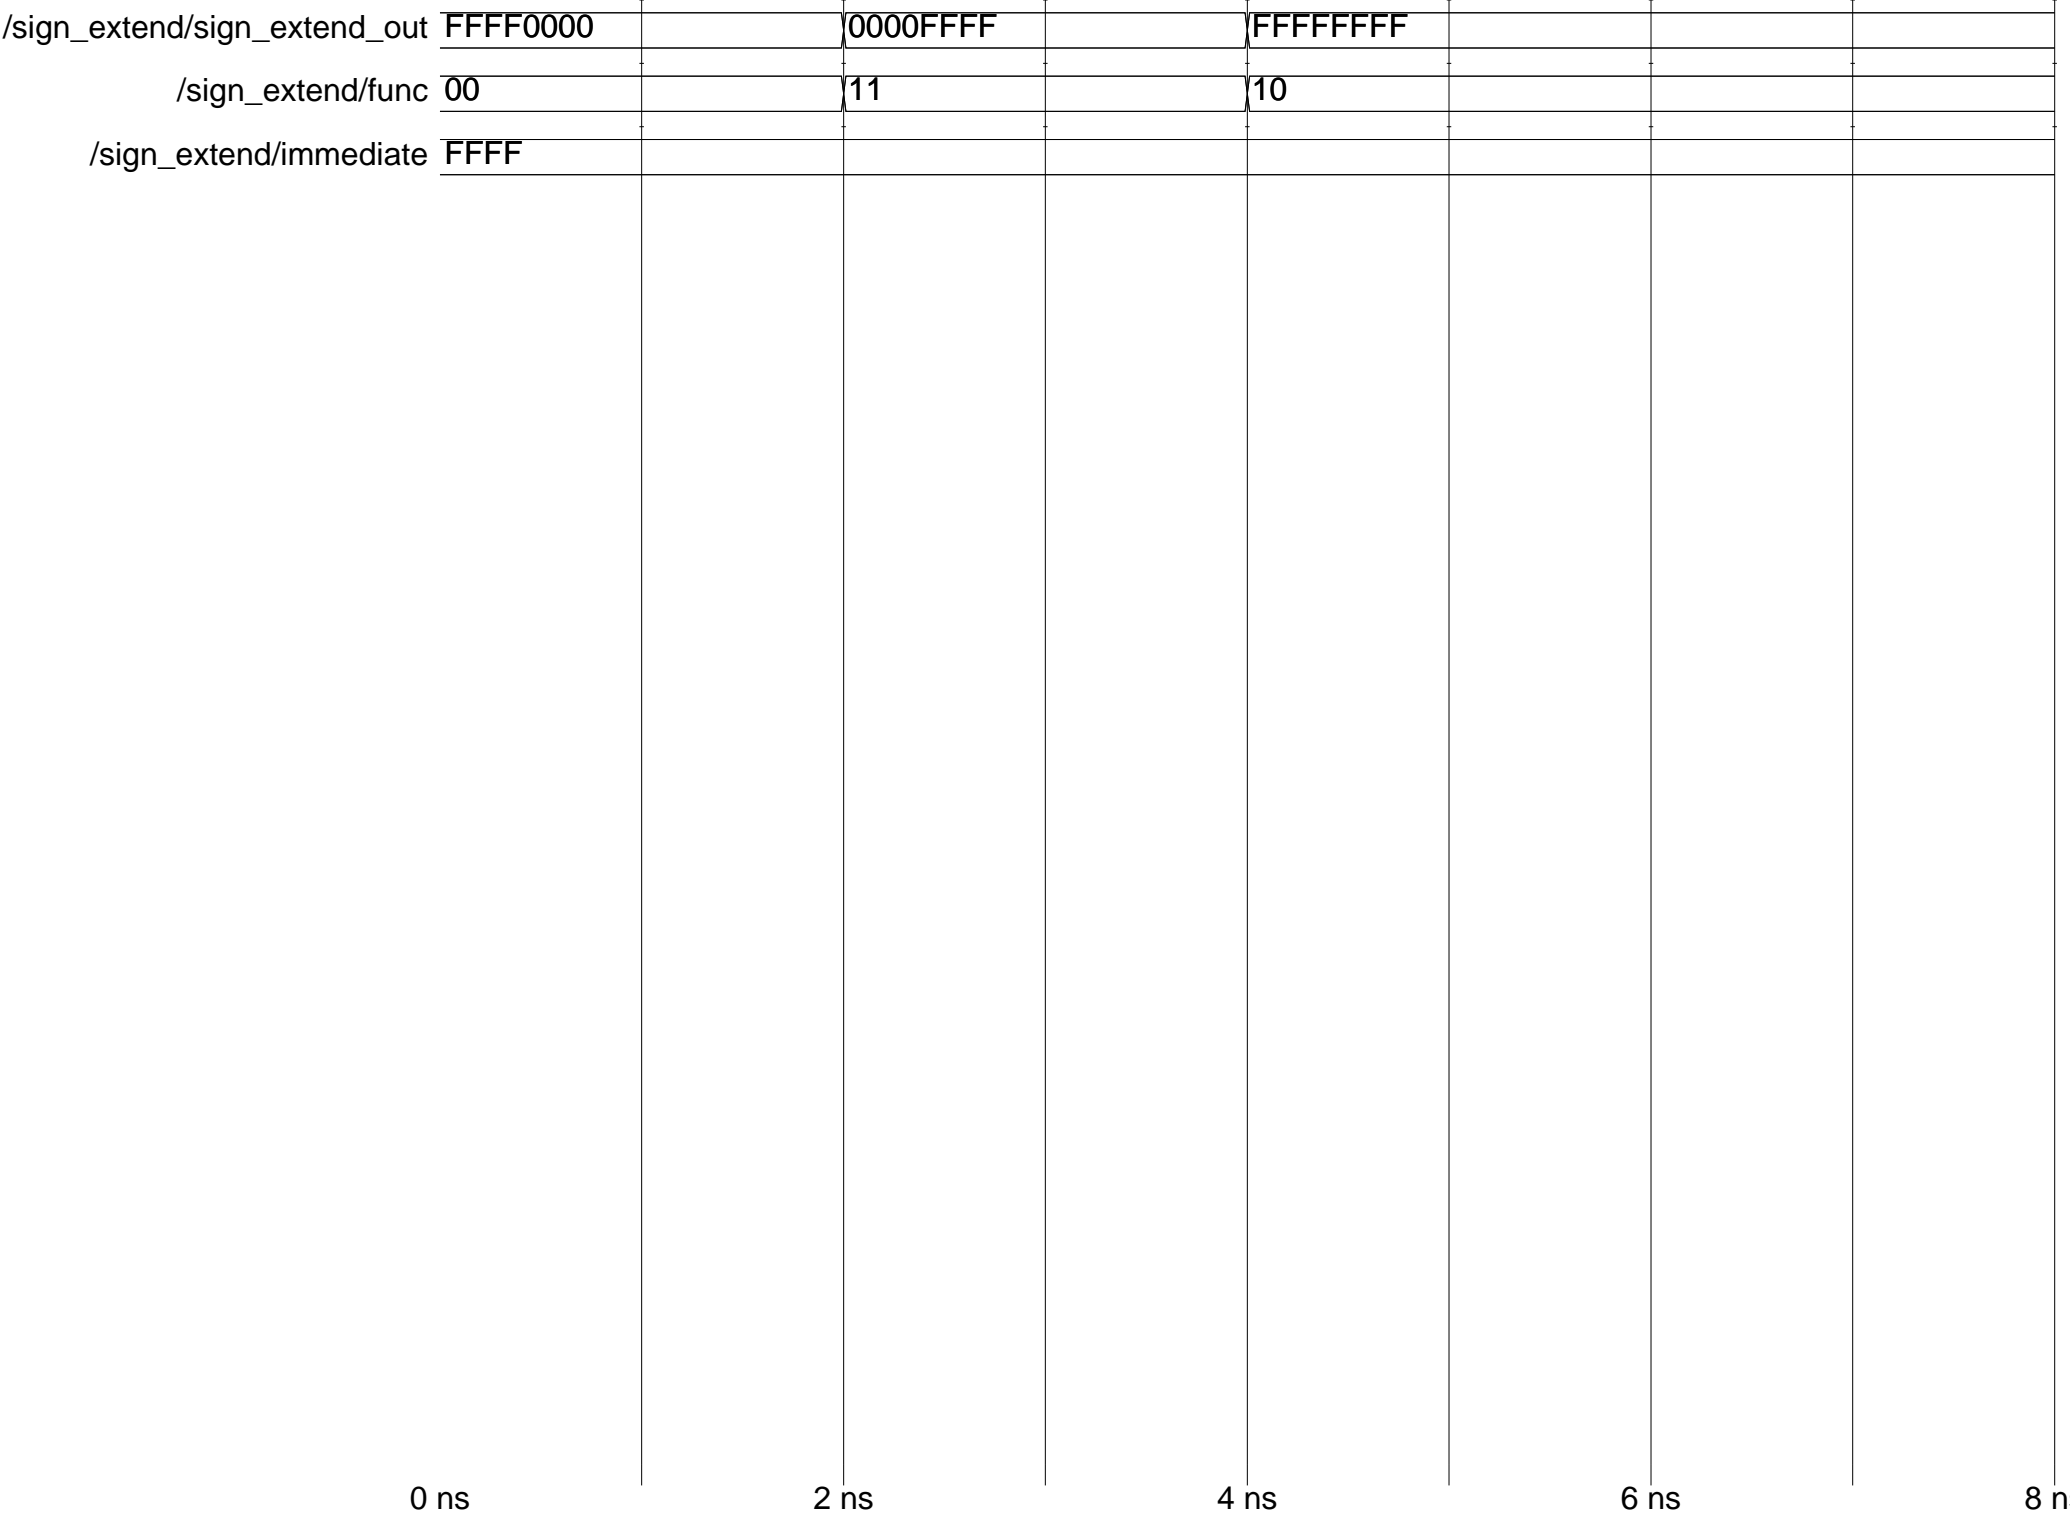 /sign_extend/sign_extend_out FFFF0000 0000FFFF FFFFFFFF
/sign_extend/func 00 11 10
/sign_extend/immediate FFFF
0 ns 2 ns 4 ns 6 ns 8 n